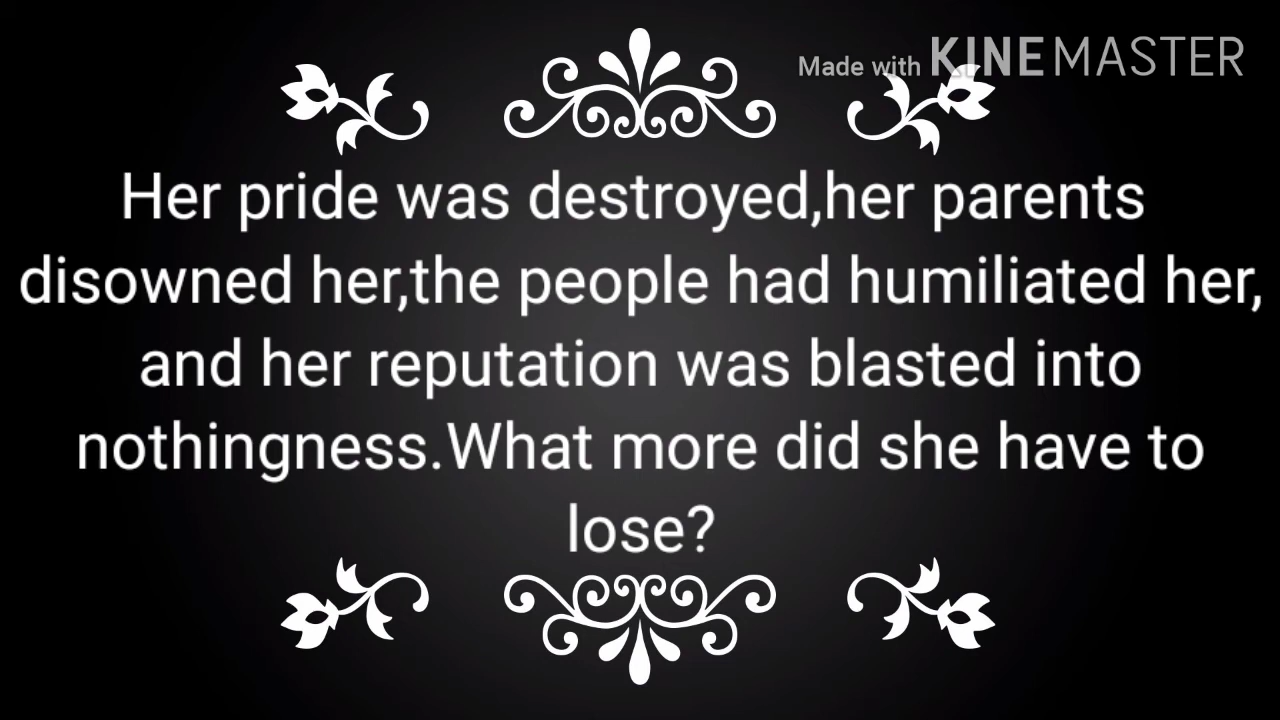 Made with KINEMASTER
Her pride was destroyed,her parents
disowned her,the people had humiliated her,
and her reputation was blasted into
nothingness.What more did she have to
lose?